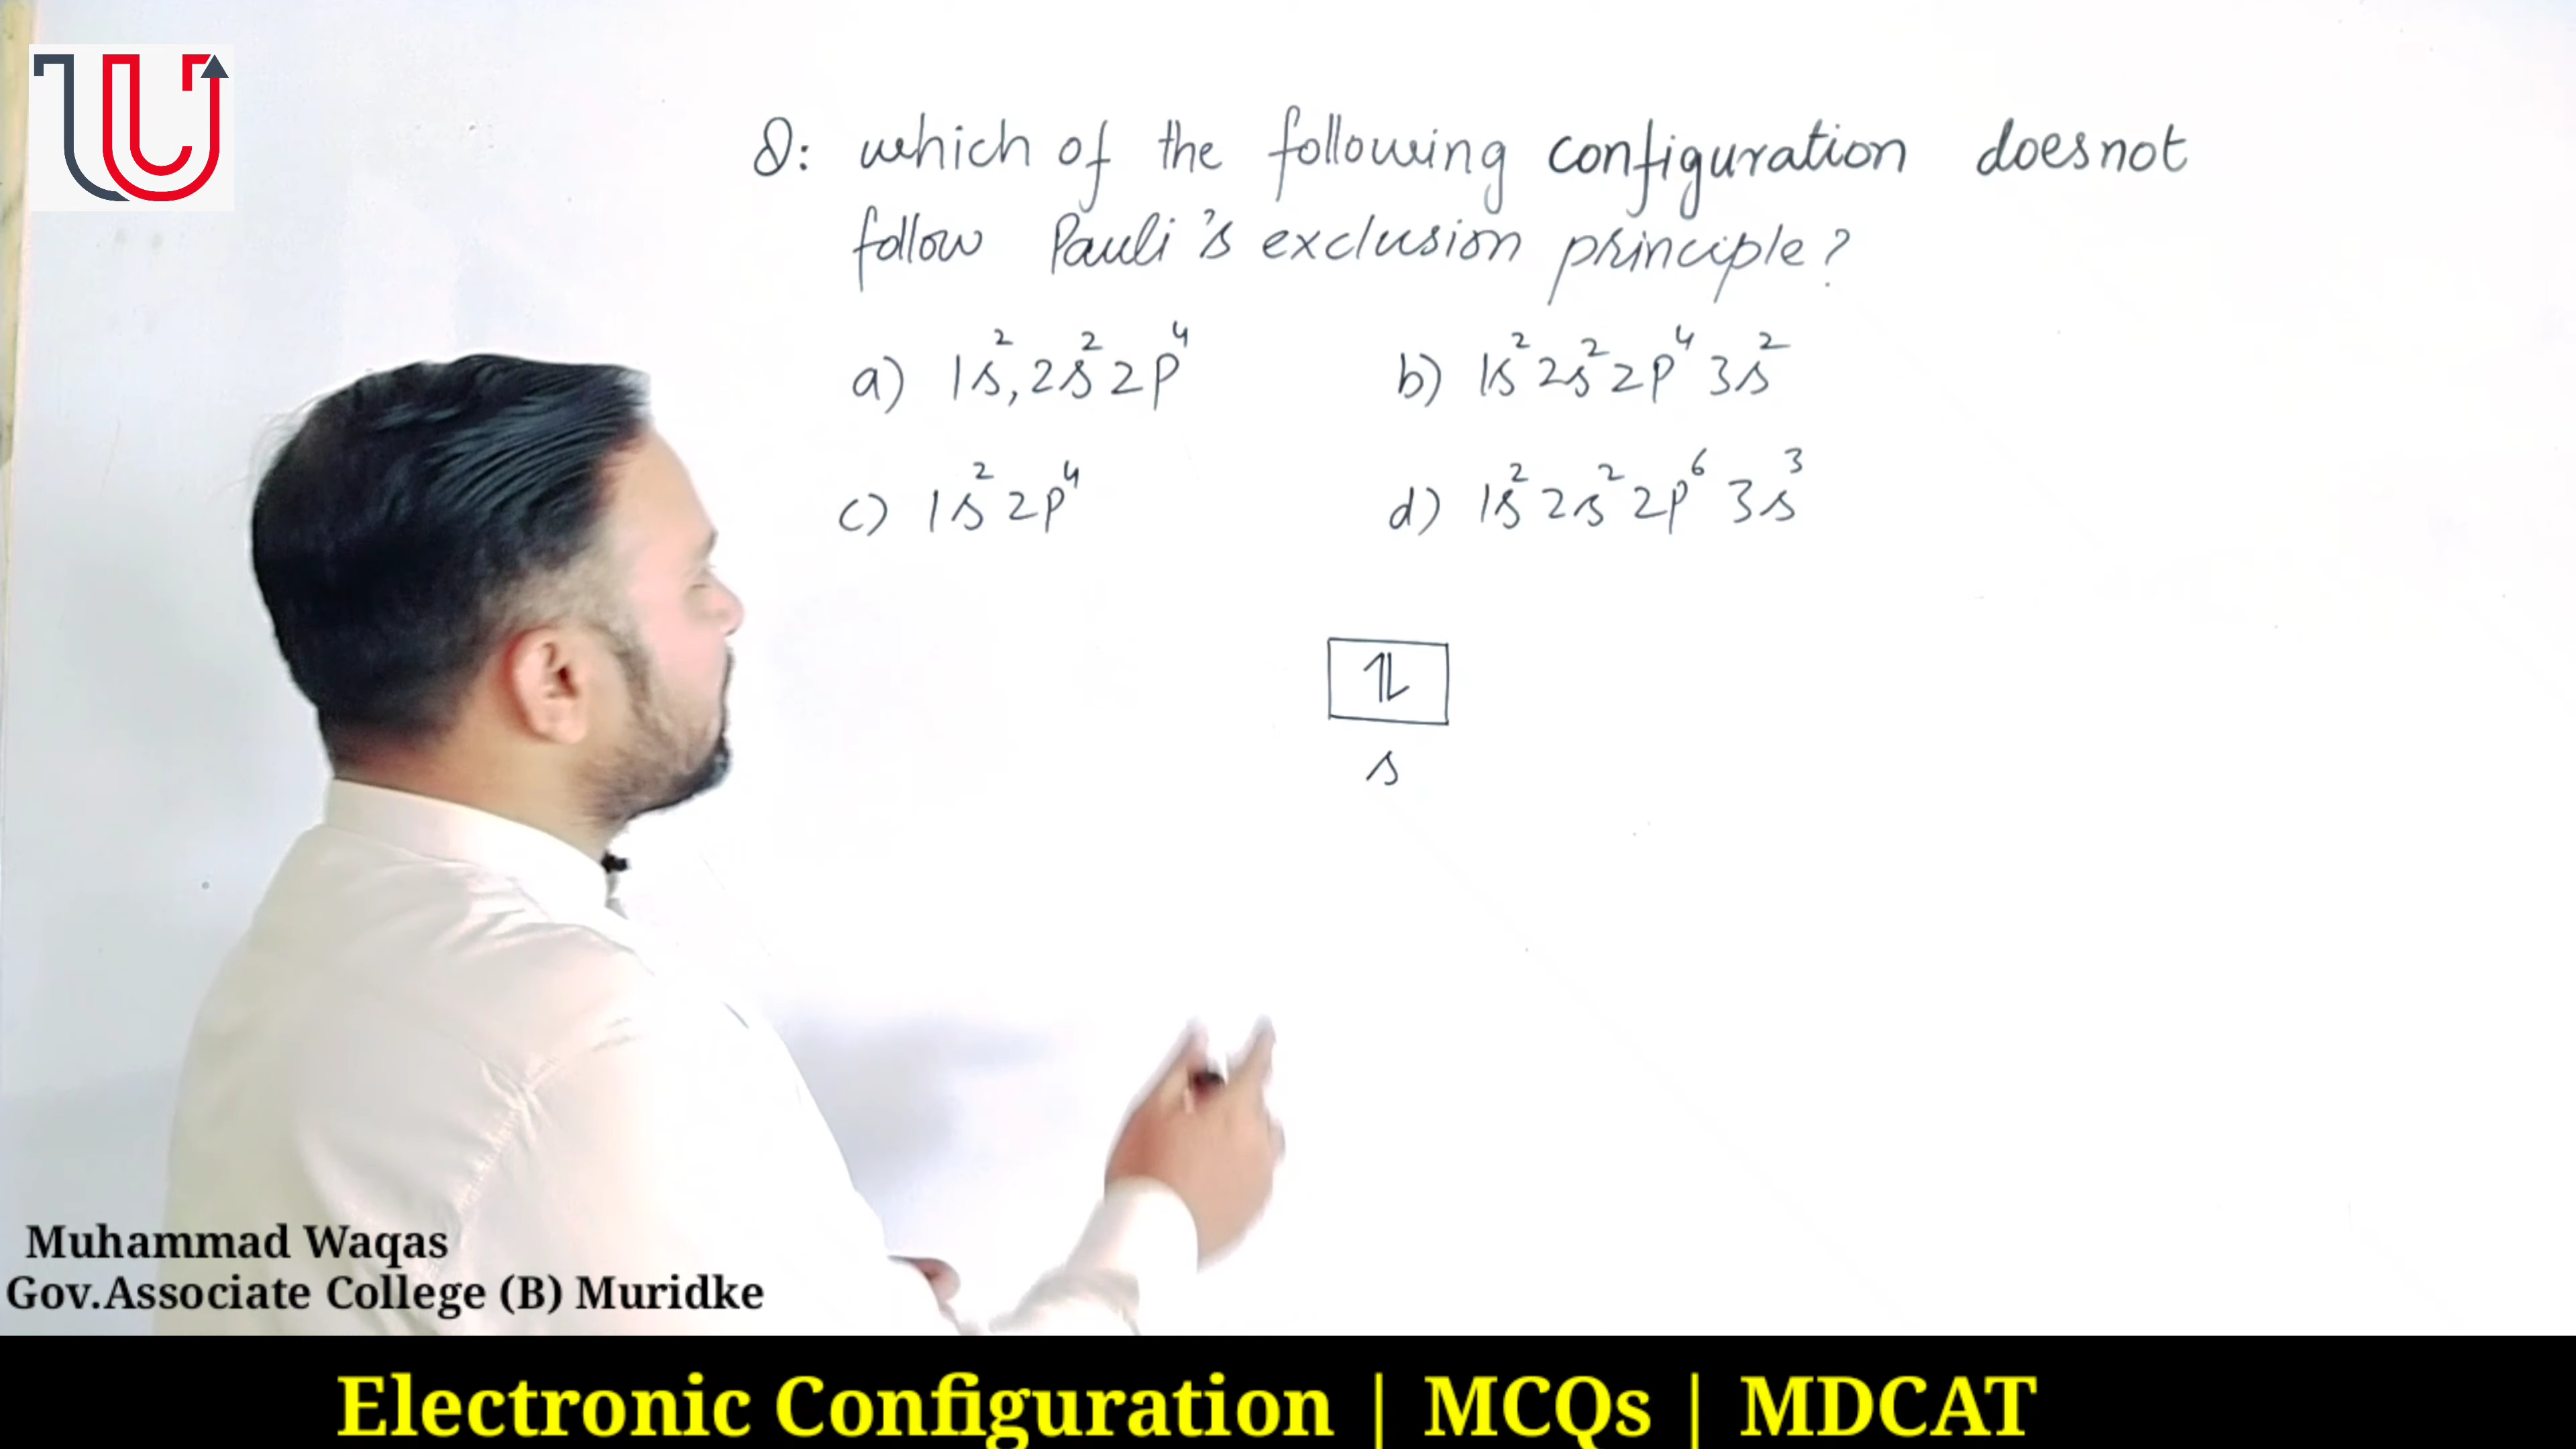 Q: which of the following configuration doesnot
follow Pauli's exclusion principle?
a) 1s², 2s² 2p⁴
b) 1s² 2s² 2p⁴ 3s²
c) 1s² 2p⁴
d) 1s² 2s² 2p⁶ 3s³
⥮
s
Muhammad Waqas
Gov.Associate College (B) Muridke
Electronic Configuration | MCQs | MDCAT